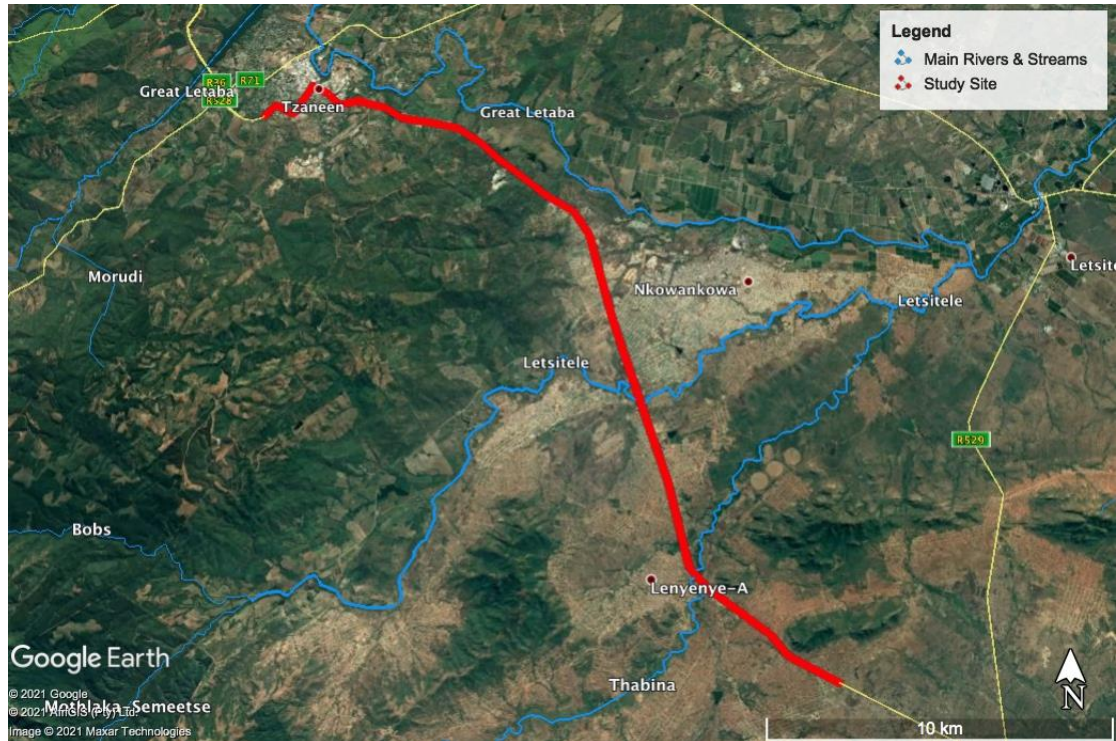 Legend
Main Rivers & Streams
Study Site
R36
R71
Great Letaba
R528
Tzaneen
Great Letaba
Letsit
Morudi
Nkowankowa
Letsitele
Letsitele
R529
Bobs
Lenyenye-A
Google Earth
Thabina
N
© 2021 Google
© 2021 AfriGIS (Pty) Ltd.
Mothlaka-Semeetse
Image © 2021 Maxar Technologies
10 km